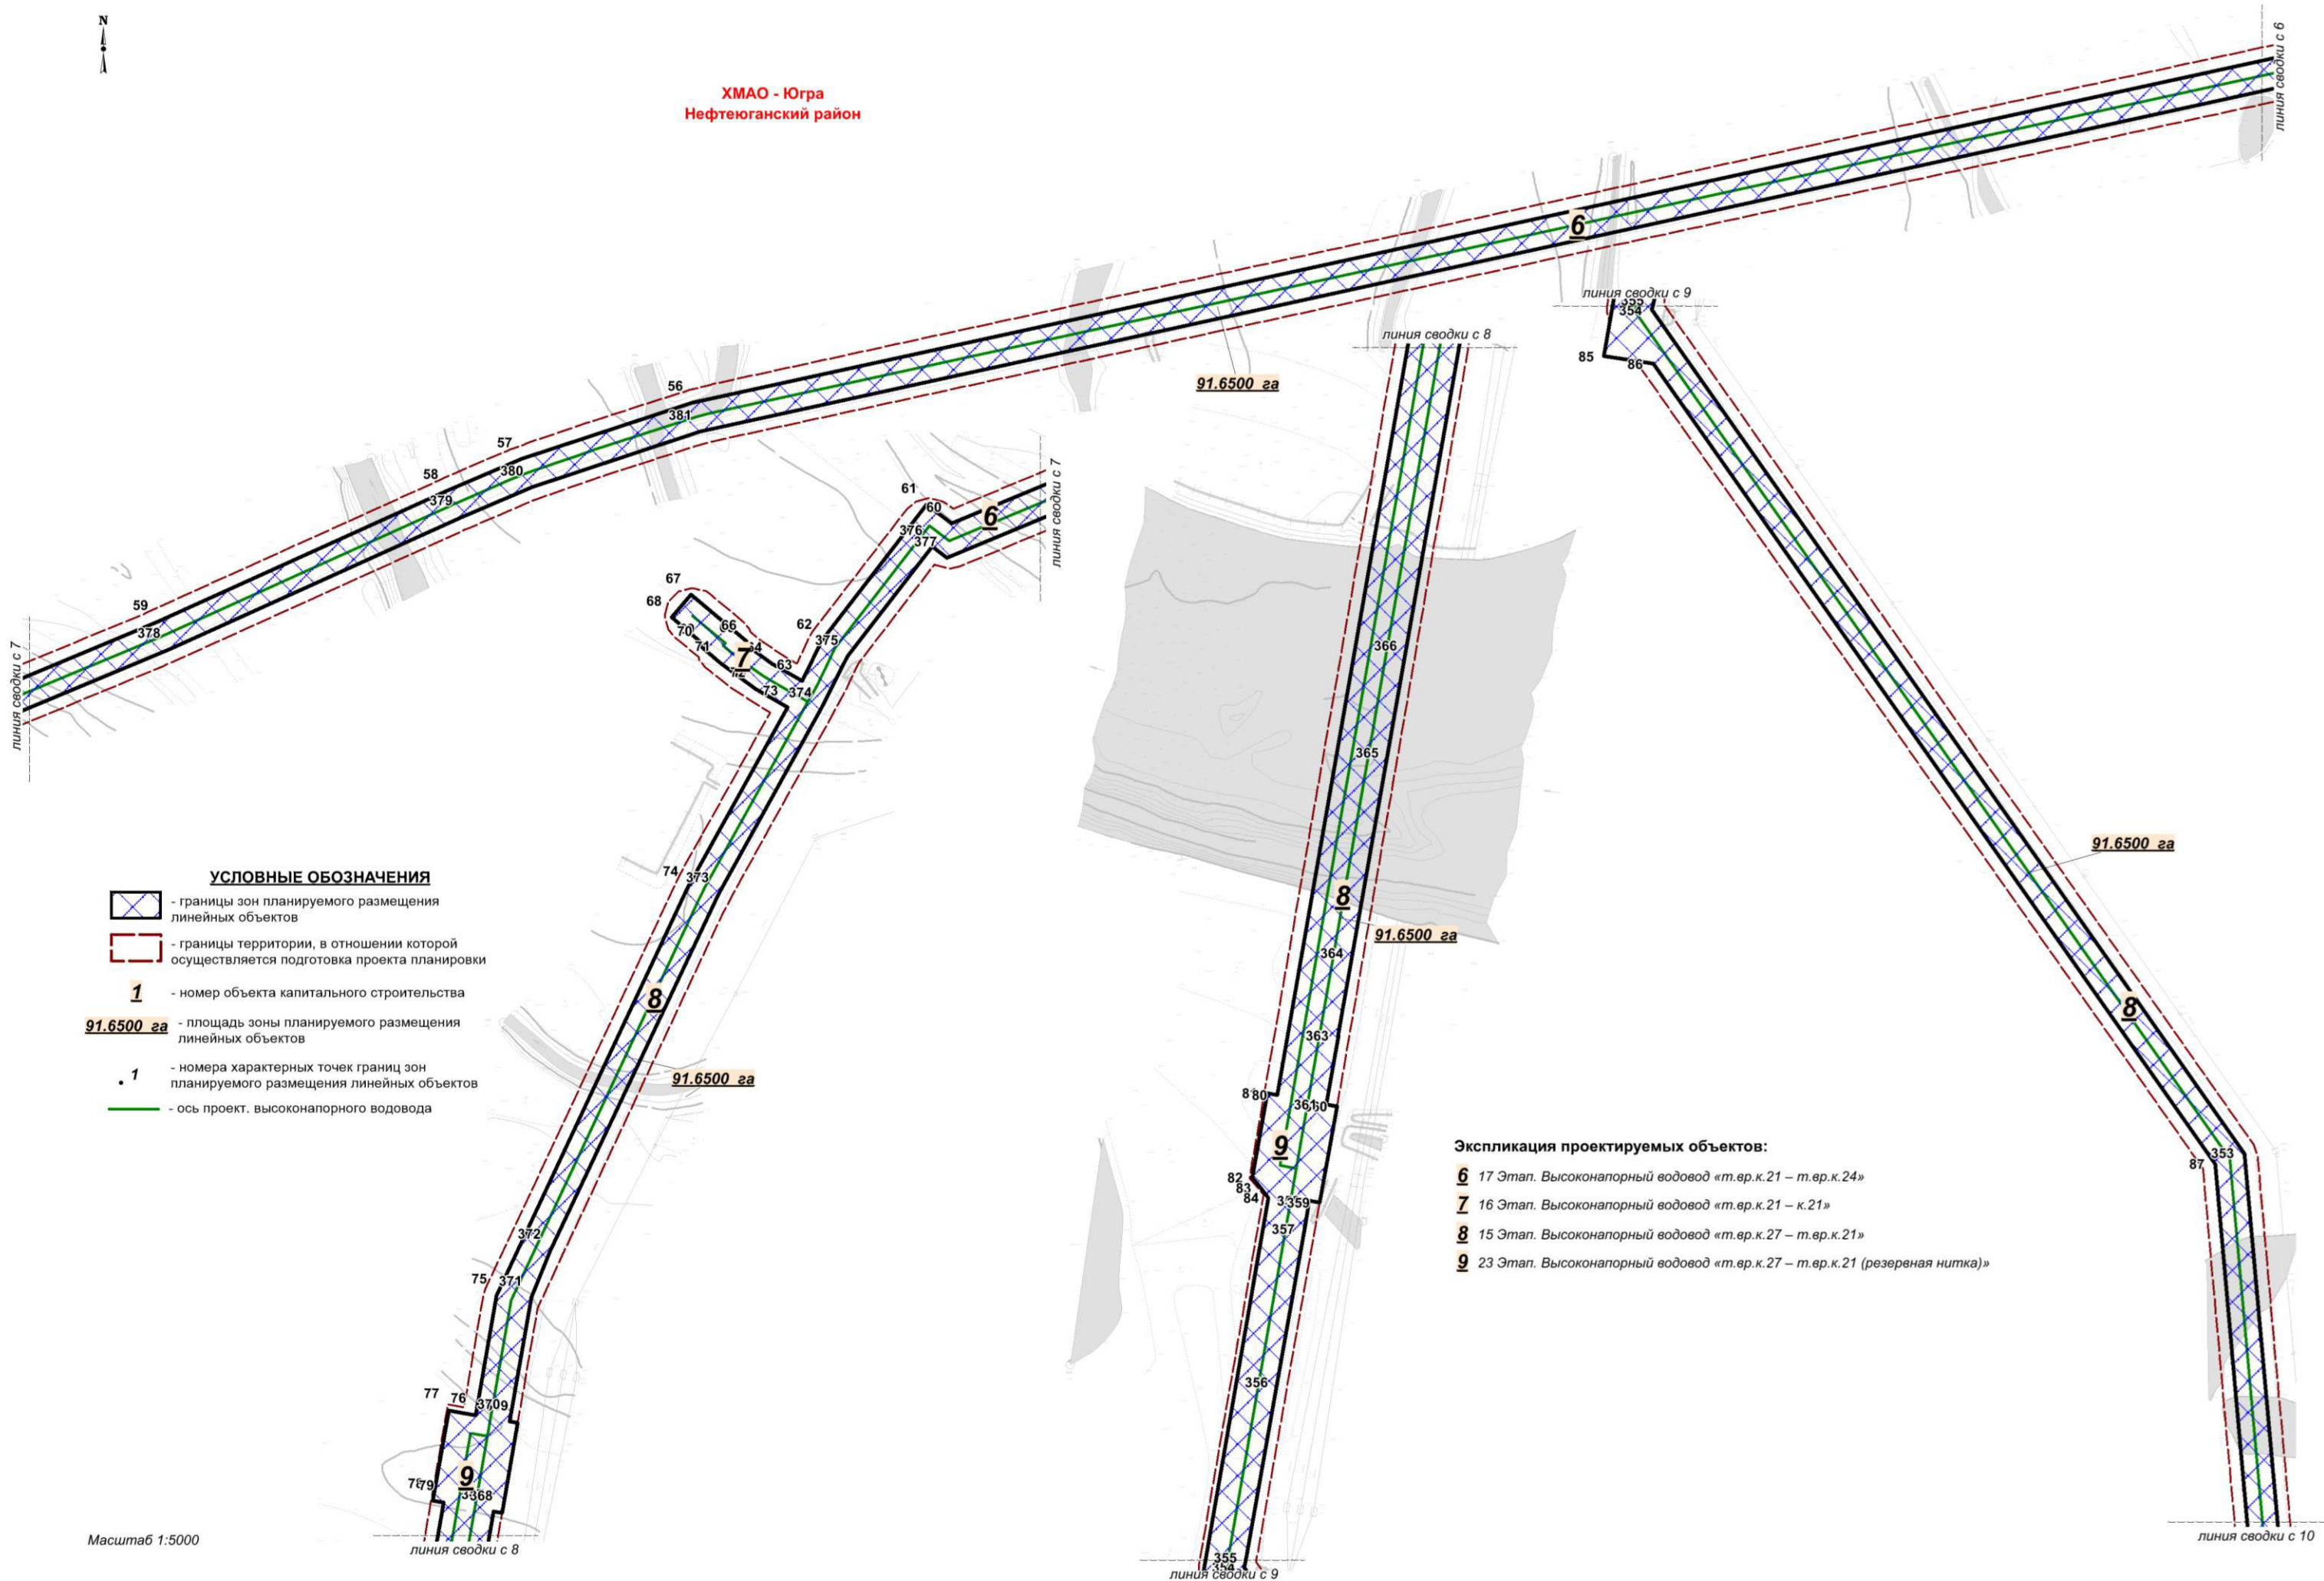 N
ХМАО - Югра
Нефтеюганский район
линия сводки с 6
6
линия сводки с 9
354
85
86
линия сводки с 8
91.6500 га
56
381
57
380
58
379
59
378
линия сводки с 7
61
60
376
377
6
линия сводки с 7
67
68
70
66
71
7
62
375
63
73
374
366
365
74
373
8
91.6500 га
364
363
91.6500 га
8
УСЛОВНЫЕ ОБОЗНАЧЕНИЯ
- границы зон планируемого размещения
линейных объектов
- границы территории, в отношении которой
осуществляется подготовка проекта планировки
1 - номер объекта капитального строительства
91.6500 га - площадь зоны планируемого размещения
линейных объектов
1 - номера характерных точек границ зон
планируемого размещения линейных объектов
- ось проект. высоконапорного водовода
8
91.6500 га
372
75
371
77
76
370
79
9
368
линия сводки с 8
80
361
9
82
83
84
359
357
356
355
линия сводки с 9
353
87
линия сводки с 10
Экспликация проектируемых объектов:
6 17 Этап. Высоконапорный водовод «т.вр.к.21 – т.вр.к.24»
7 16 Этап. Высоконапорный водовод «т.вр.к.21 – к.21»
8 15 Этап. Высоконапорный водовод «т.вр.к.27 – т.вр.к.21»
9 23 Этап. Высоконапорный водовод «т.вр.к.27 – т.вр.к.21 (резервная нитка)»
Масштаб 1:5000